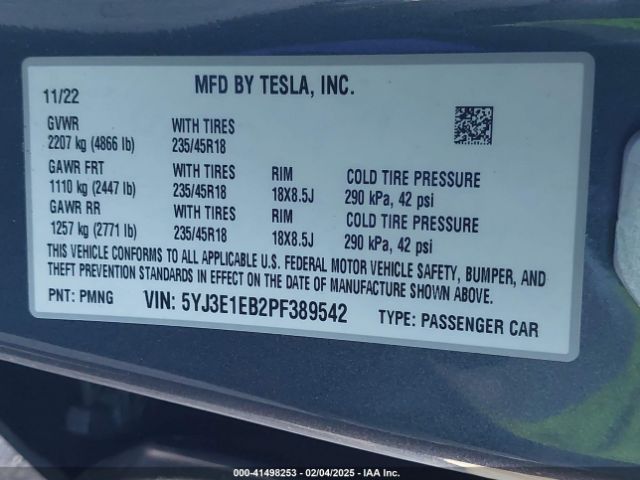 MFD BY TESLA, INC.
11/22
GVWR WITH TIRES
2207 kg (4866 lb) 235/45R18
GAWR FRT WITH TIRES RIM COLD TIRE PRESSURE
1110 kg (2447 lb) 235/45R18 18X8.5J 290 kPa, 42 psi
GAWR RR WITH TIRES RIM COLD TIRE PRESSURE
1257 kg (2771 lb) 235/45R18 18X8.5J 290 kPa, 42 psi
THIS VEHICLE CONFORMS TO ALL APPLICABLE U.S. FEDERAL MOTOR VEHICLE SAFETY, BUMPER, AND
THEFT PREVENTION STANDARDS IN EFFECT ON THE DATE OF MANUFACTURE SHOWN ABOVE.
PNT: PMNG VIN: 5YJ3E1EB2PF389542 TYPE: PASSENGER CAR
000-41498253 - 02/04/2025 - IAA Inc.